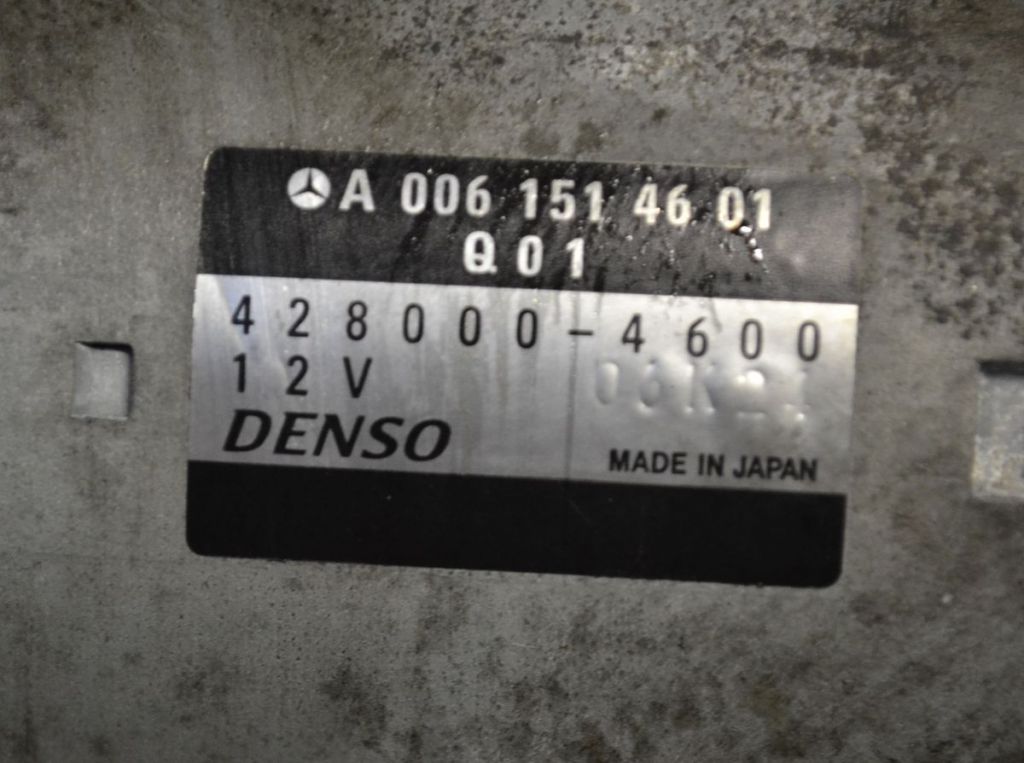 A 006 151 46 01
Q01
428000-4600
12V
DENSO
MADE IN JAPAN